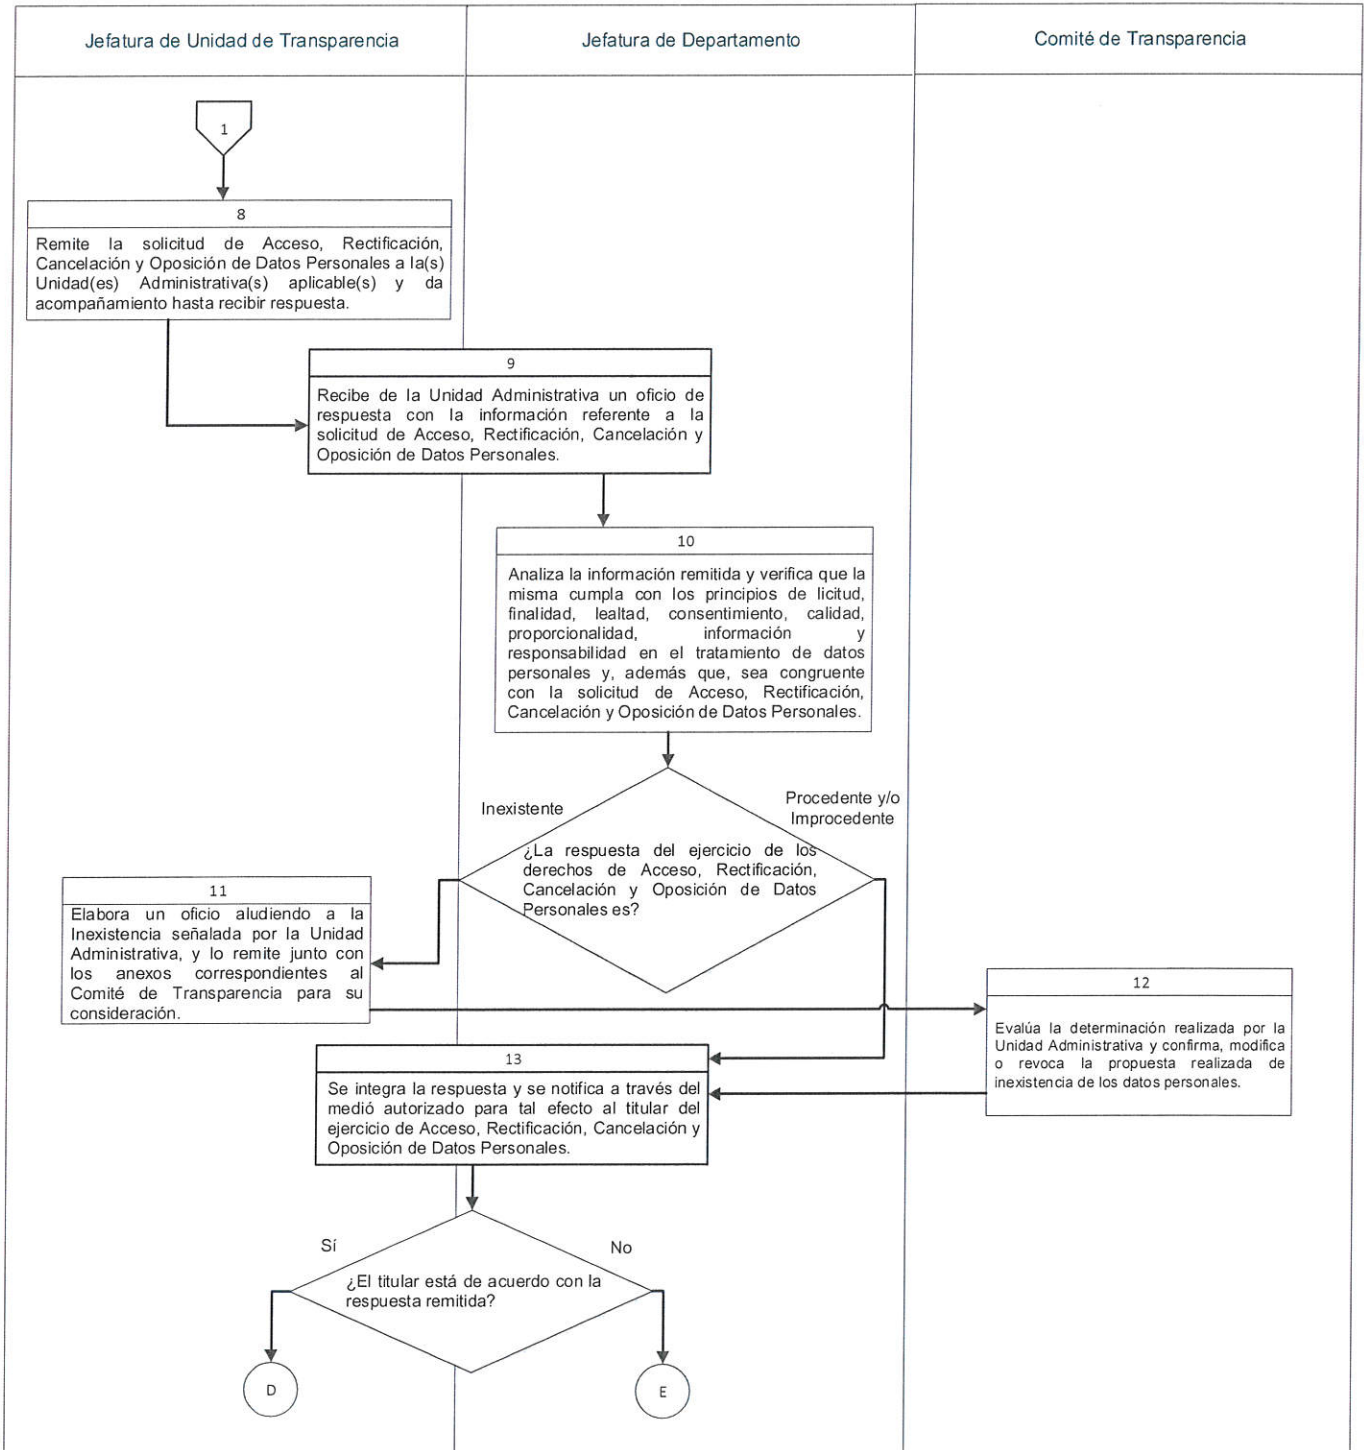 Jefatura de Unidad de Transparencia
Jefatura de Departamento
Comité de Transparencia
1
8
Remite la solicitud de Acceso, Rectificación,
Cancelación y Oposición de Datos Personales a la(s)
Unidad(es) Administrativa(s) aplicable(s) y da
acompañamiento hasta recibir respuesta.
9
Recibe de la Unidad Administrativa un oficio de
respuesta con la información referente a la
solicitud de Acceso, Rectificación, Cancelación y
Oposición de Datos Personales.
10
Analiza la información remitida y verifica que la
misma cumpla con los principios de licitud,
finalidad, lealtad, consentimiento, calidad,
proporcionalidad, información y
responsabilidad en el tratamiento de datos
personales y, además que, sea congruente
con la solicitud de Acceso, Rectificación,
Cancelación y Oposición de Datos Personales.
Inexistente
Procedente y/o
Improcedente
¿La respuesta del ejercicio de los
derechos de Acceso, Rectificación,
Cancelación y Oposición de Datos
Personales es?
11
Elabora un oficio aludiendo a la
Inexistencia señalada por la Unidad
Administrativa, y lo remite junto con
los anexos correspondientes al
Comité de Transparencia para su
consideración.
12
Evalúa la determinación realizada por la
Unidad Administrativa y confirma, modifica
o revoca la propuesta realizada de
inexistencia de los datos personales.
13
Se integra la respuesta y se notifica a través del
medió autorizado para tal efecto al titular del
ejercicio de Acceso, Rectificación, Cancelación y
Oposición de Datos Personales.
Sí
No
¿El titular está de acuerdo con la
respuesta remitida?
D
E